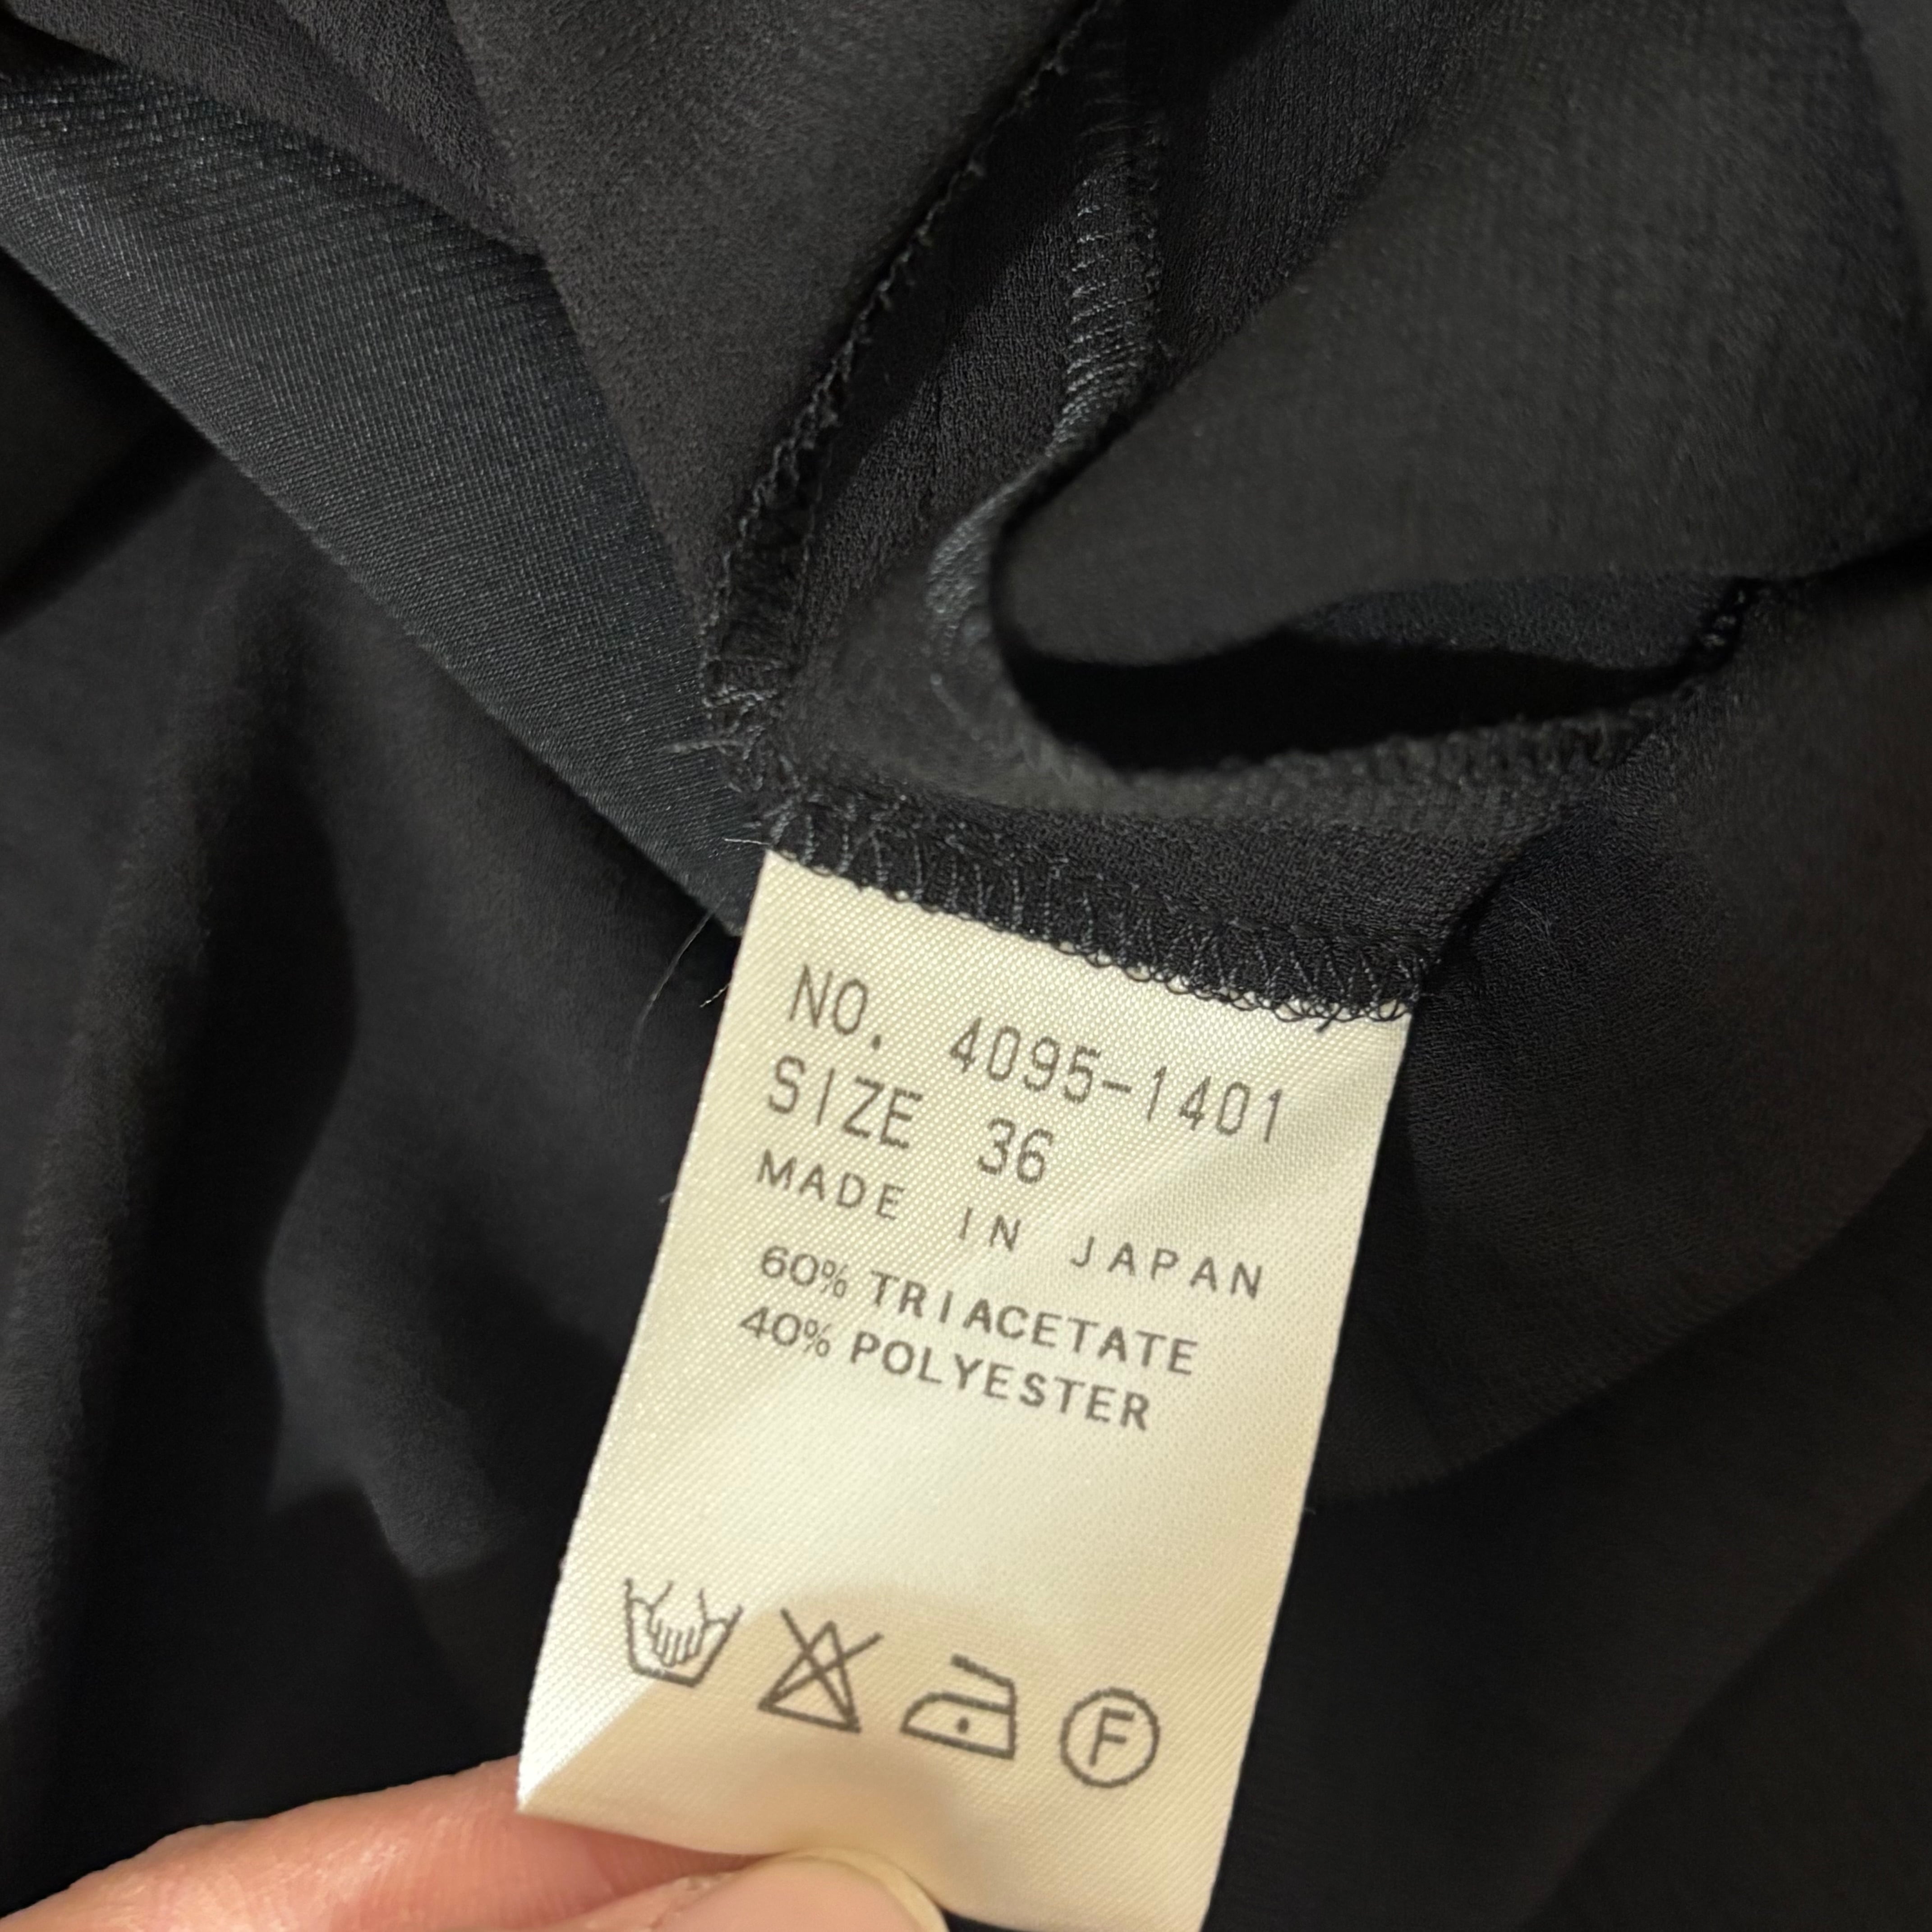 NO. 4095-1401
SIZE 36
MADE IN JAPAN
60% TRIACETATE
40% POLYESTER
F